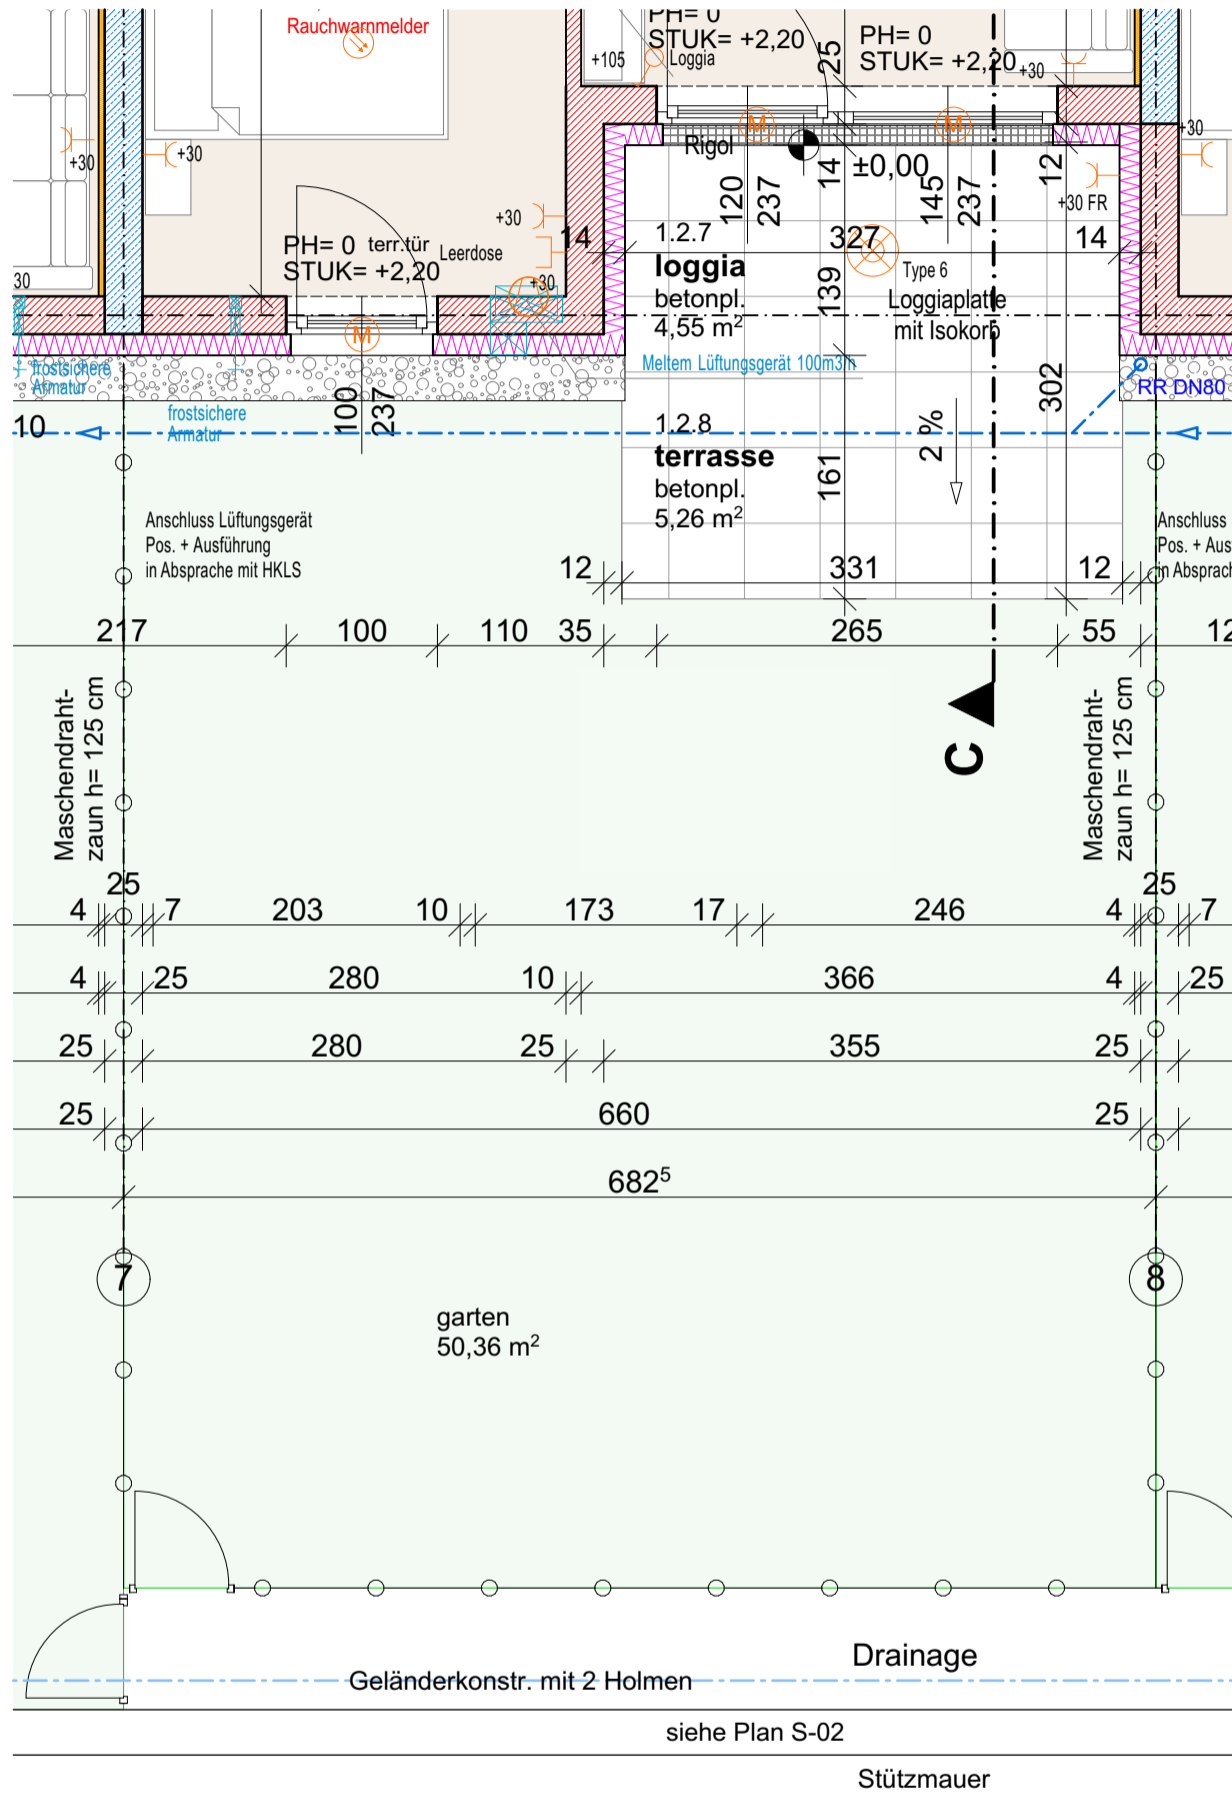 Rauchwarnmelder
PH= 0
STUK= +2,20
PH= 0
STUK= +2,20
+105
Loggia
25
+30
+30
+30
+30
+30
Rigol
M
M
14
±0,00
12
120
237
145
237
+30 FR
PH= 0 terr.tür
STUK= +2,20
Leerdose
+30
+30
30
14
1.2.7
327
14
loggia
betonpl.
4,55 m²
139
Type 6
Loggiaplatte
mit Isokorb
M
Meltem Lüftungsgerät 100m3/h
302
frostsichere
Armatur
frostsichere
Armatur
RR DN80
10
100
237
1.2.8
terrasse
betonpl.
5,26 m²
161
2 %
Anschluss Lüftungsgerät
Pos. + Ausführung
in Absprache mit HKLS
Anschluss
Pos. + Aus
in Absprach
12
331
12
217
100
110
35
265
55
12
C
Maschendraht-
zaun h= 125 cm
Maschendraht-
zaun h= 125 cm
4 25 7 203 10 173 17 246 4 25 7
4 25 280 10 366 4 25
25 280 25 355 25
25 660 25
682⁵
7
8
garten
50,36 m²
Drainage
Geländerkonstr. mit 2 Holmen
siehe Plan S-02
Stützmauer